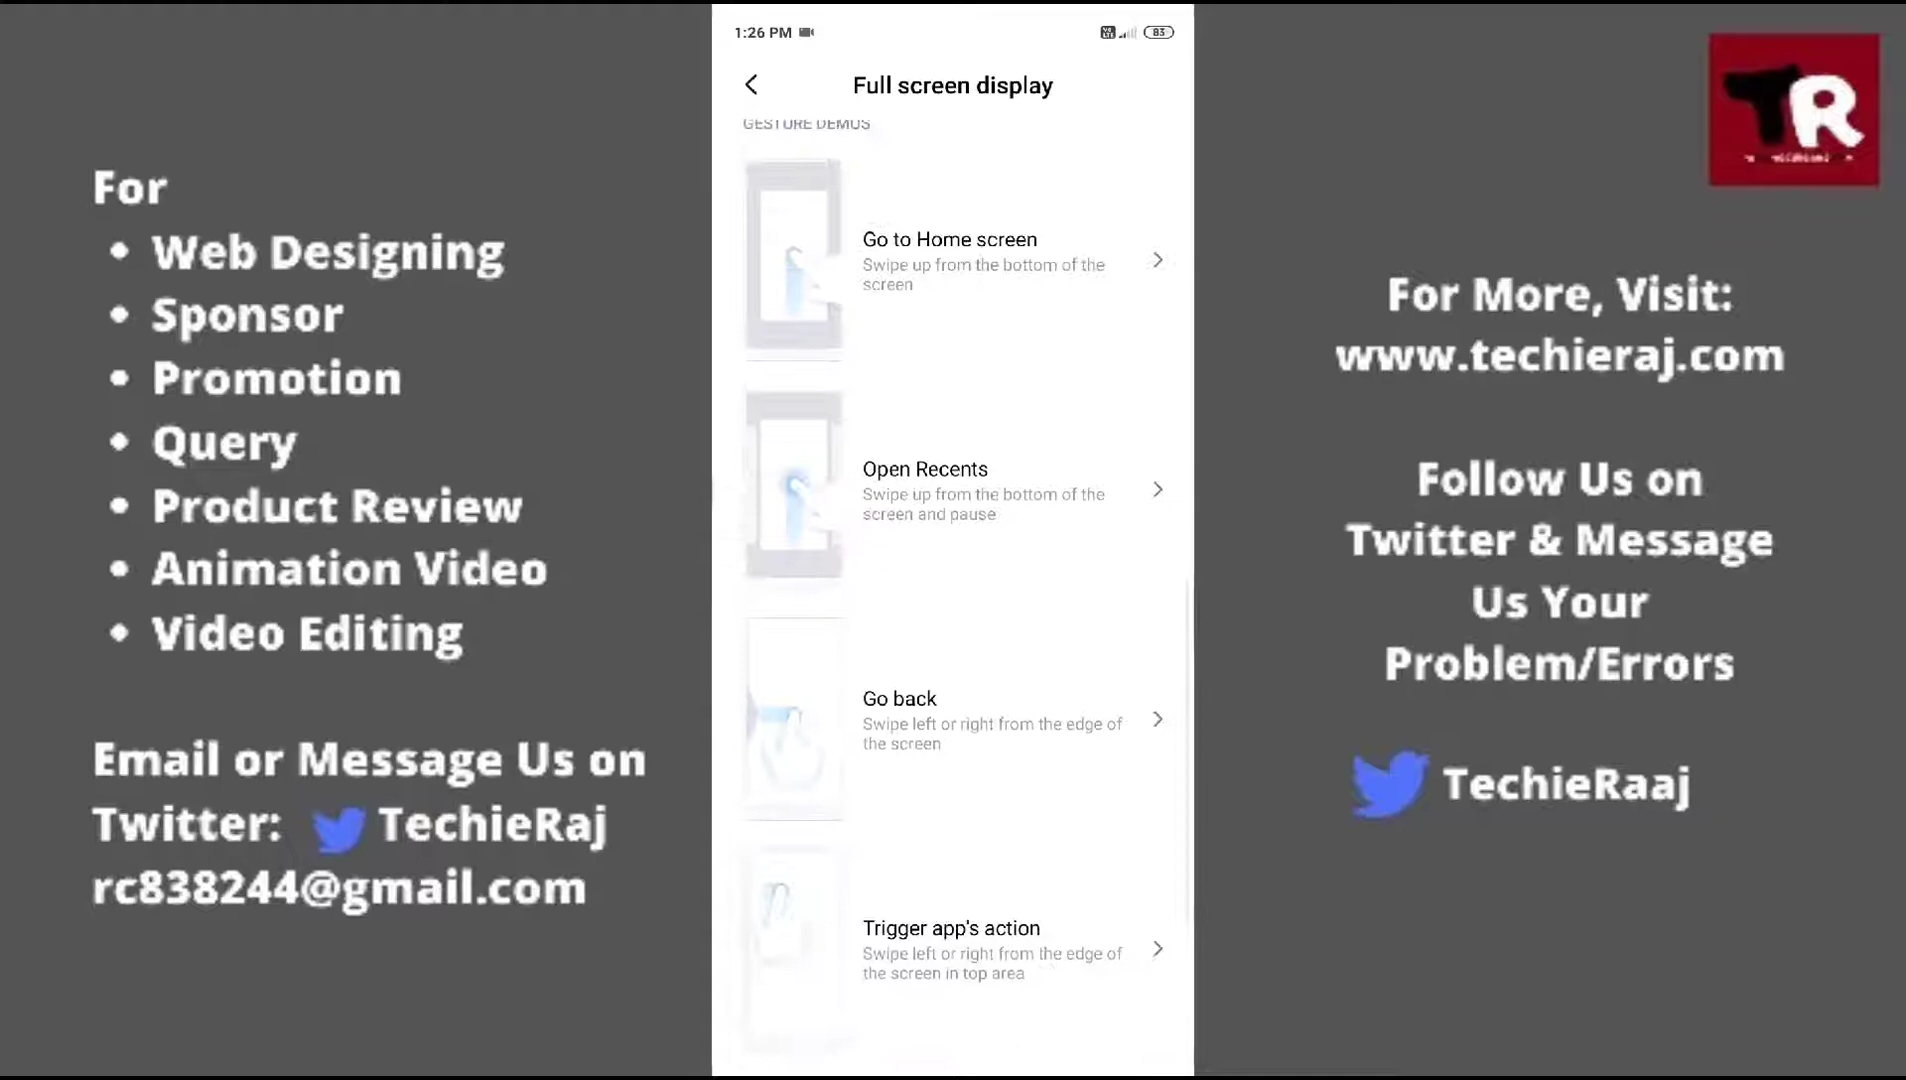 For
• Web Designing
• Sponsor
• Promotion
• Query
• Product Review
• Animation Video
• Video Editing
Email or Message Us on
Twitter: TechieRaj
rc838244@gmail.com
1:26 PM
83
Full screen display
GESTURE DEMOS
Go to Home screen
Swipe up from the bottom of the
screen
Open Recents
Swipe up from the bottom of the
screen and pause
Go back
Swipe left or right from the edge of
the screen
Trigger app's action
Swipe left or right from the edge of
the screen in top area
TR
For More, Visit:
www.techieraj.com
Follow Us on
Twitter & Message
Us Your
Problem/Errors
TechieRaaj